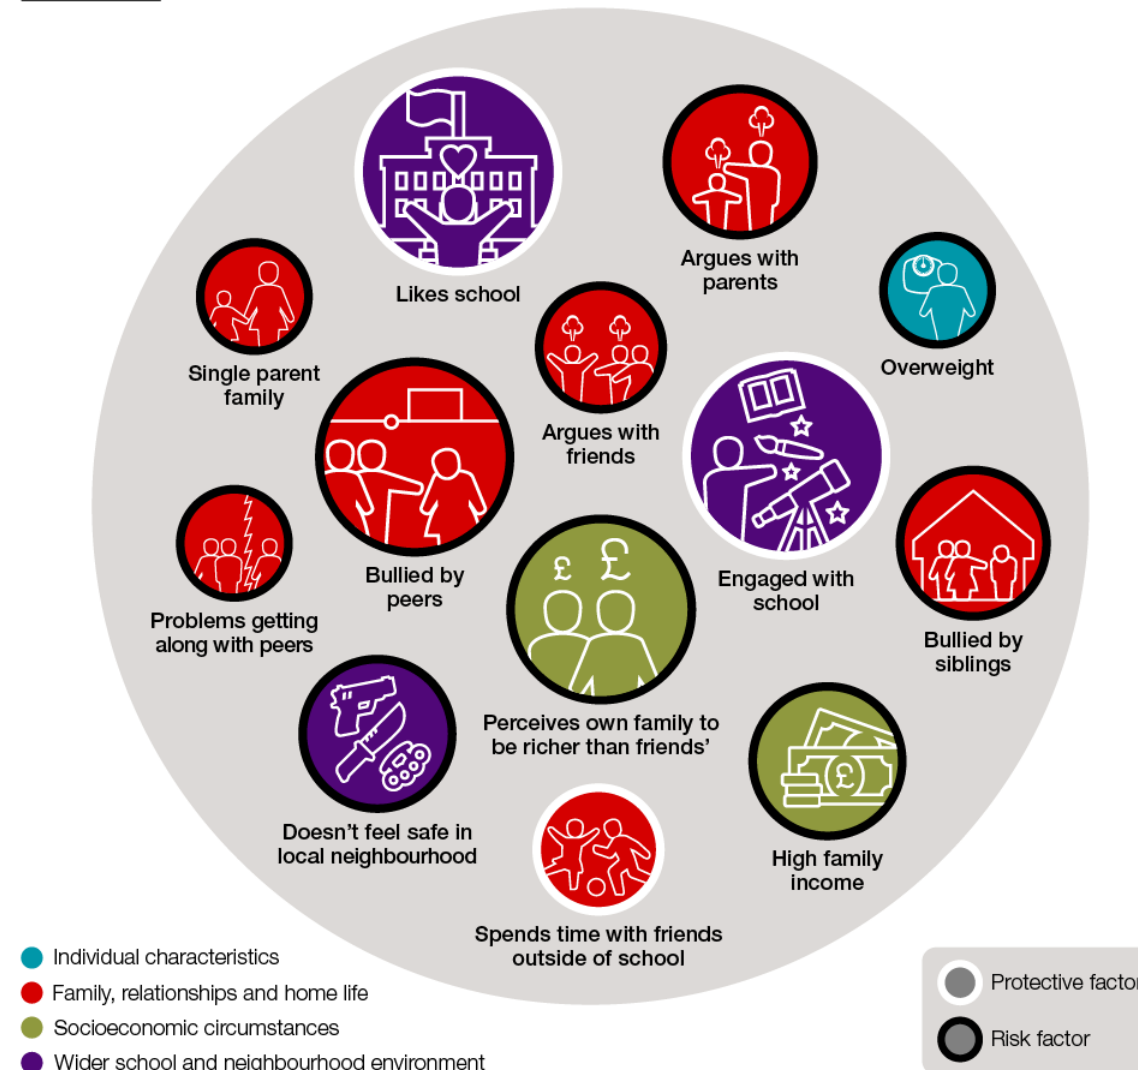 Likes school
Argues with
parents
Single parent
family
Argues with
friends
Overweight
Bullied by
peers
Engaged with
school
Problems getting
along with peers
Bullied by
siblings
£ £
Perceives own family to
be richer than friends’
Doesn’t feel safe in
local neighbourhood
£
High family
income
Spends time with friends
outside of school
Individual characteristics
Family, relationships and home life
Socioeconomic circumstances
Wider school and neighbourhood environment
Protective factor
Risk factor